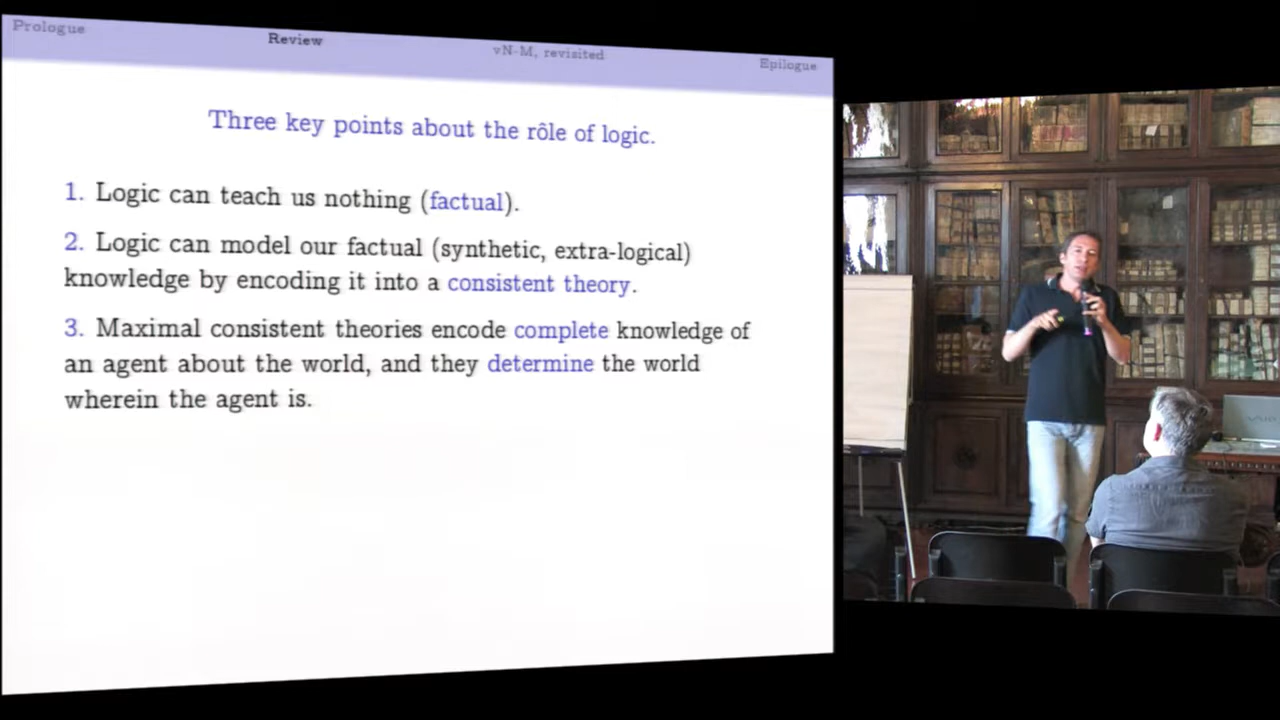 Prologue
Review
vN-M, revisited
Epilogue
Three key points about the rôle of logic.
1. Logic can teach us nothing (factual).
2. Logic can model our factual (synthetic, extra-logical)
knowledge by encoding it into a consistent theory.
3. Maximal consistent theories encode complete knowledge of
an agent about the world, and they determine the world
wherein the agent is.
VAIO